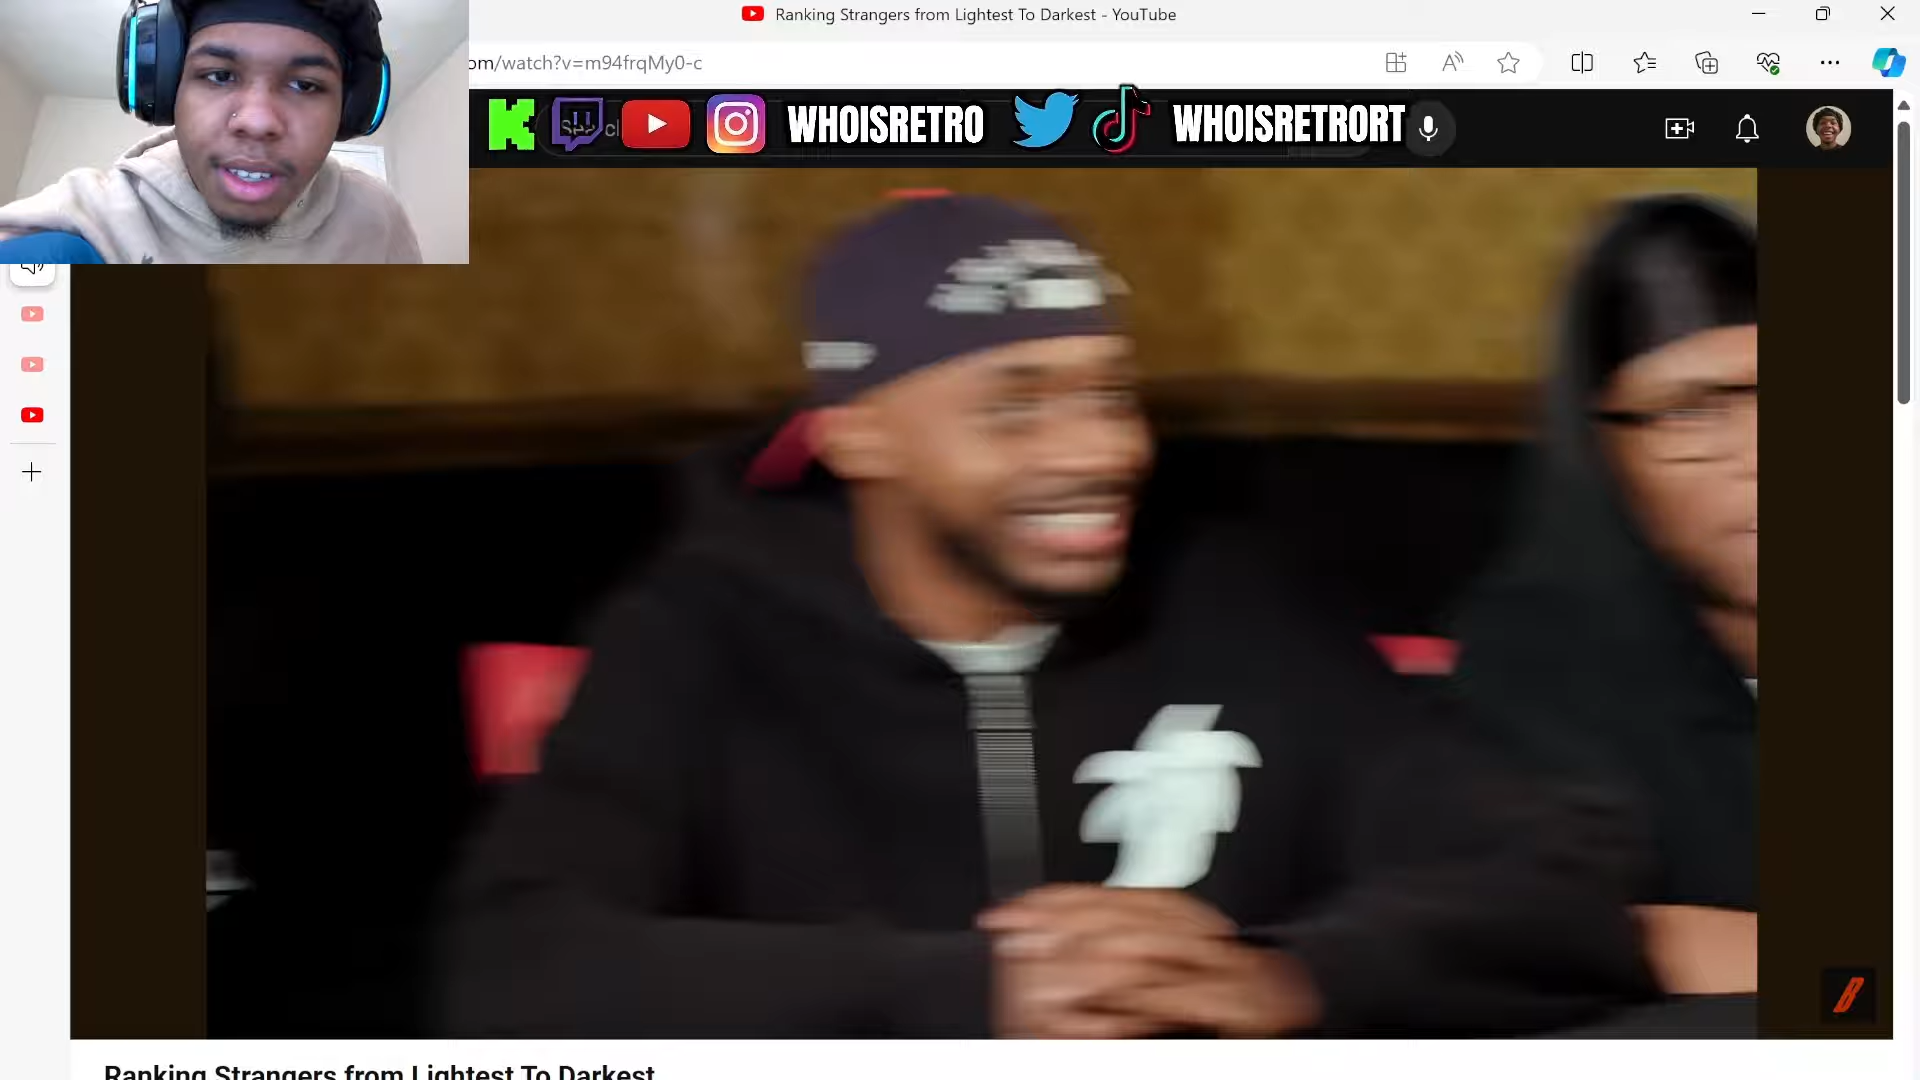 Ranking Strangers from Lightest To Darkest - YouTube
om/watch?v=m94frqMy0-c
WHOISRETRO WHOISRETRORT
Ranking Strangers from Lightest To Darkest